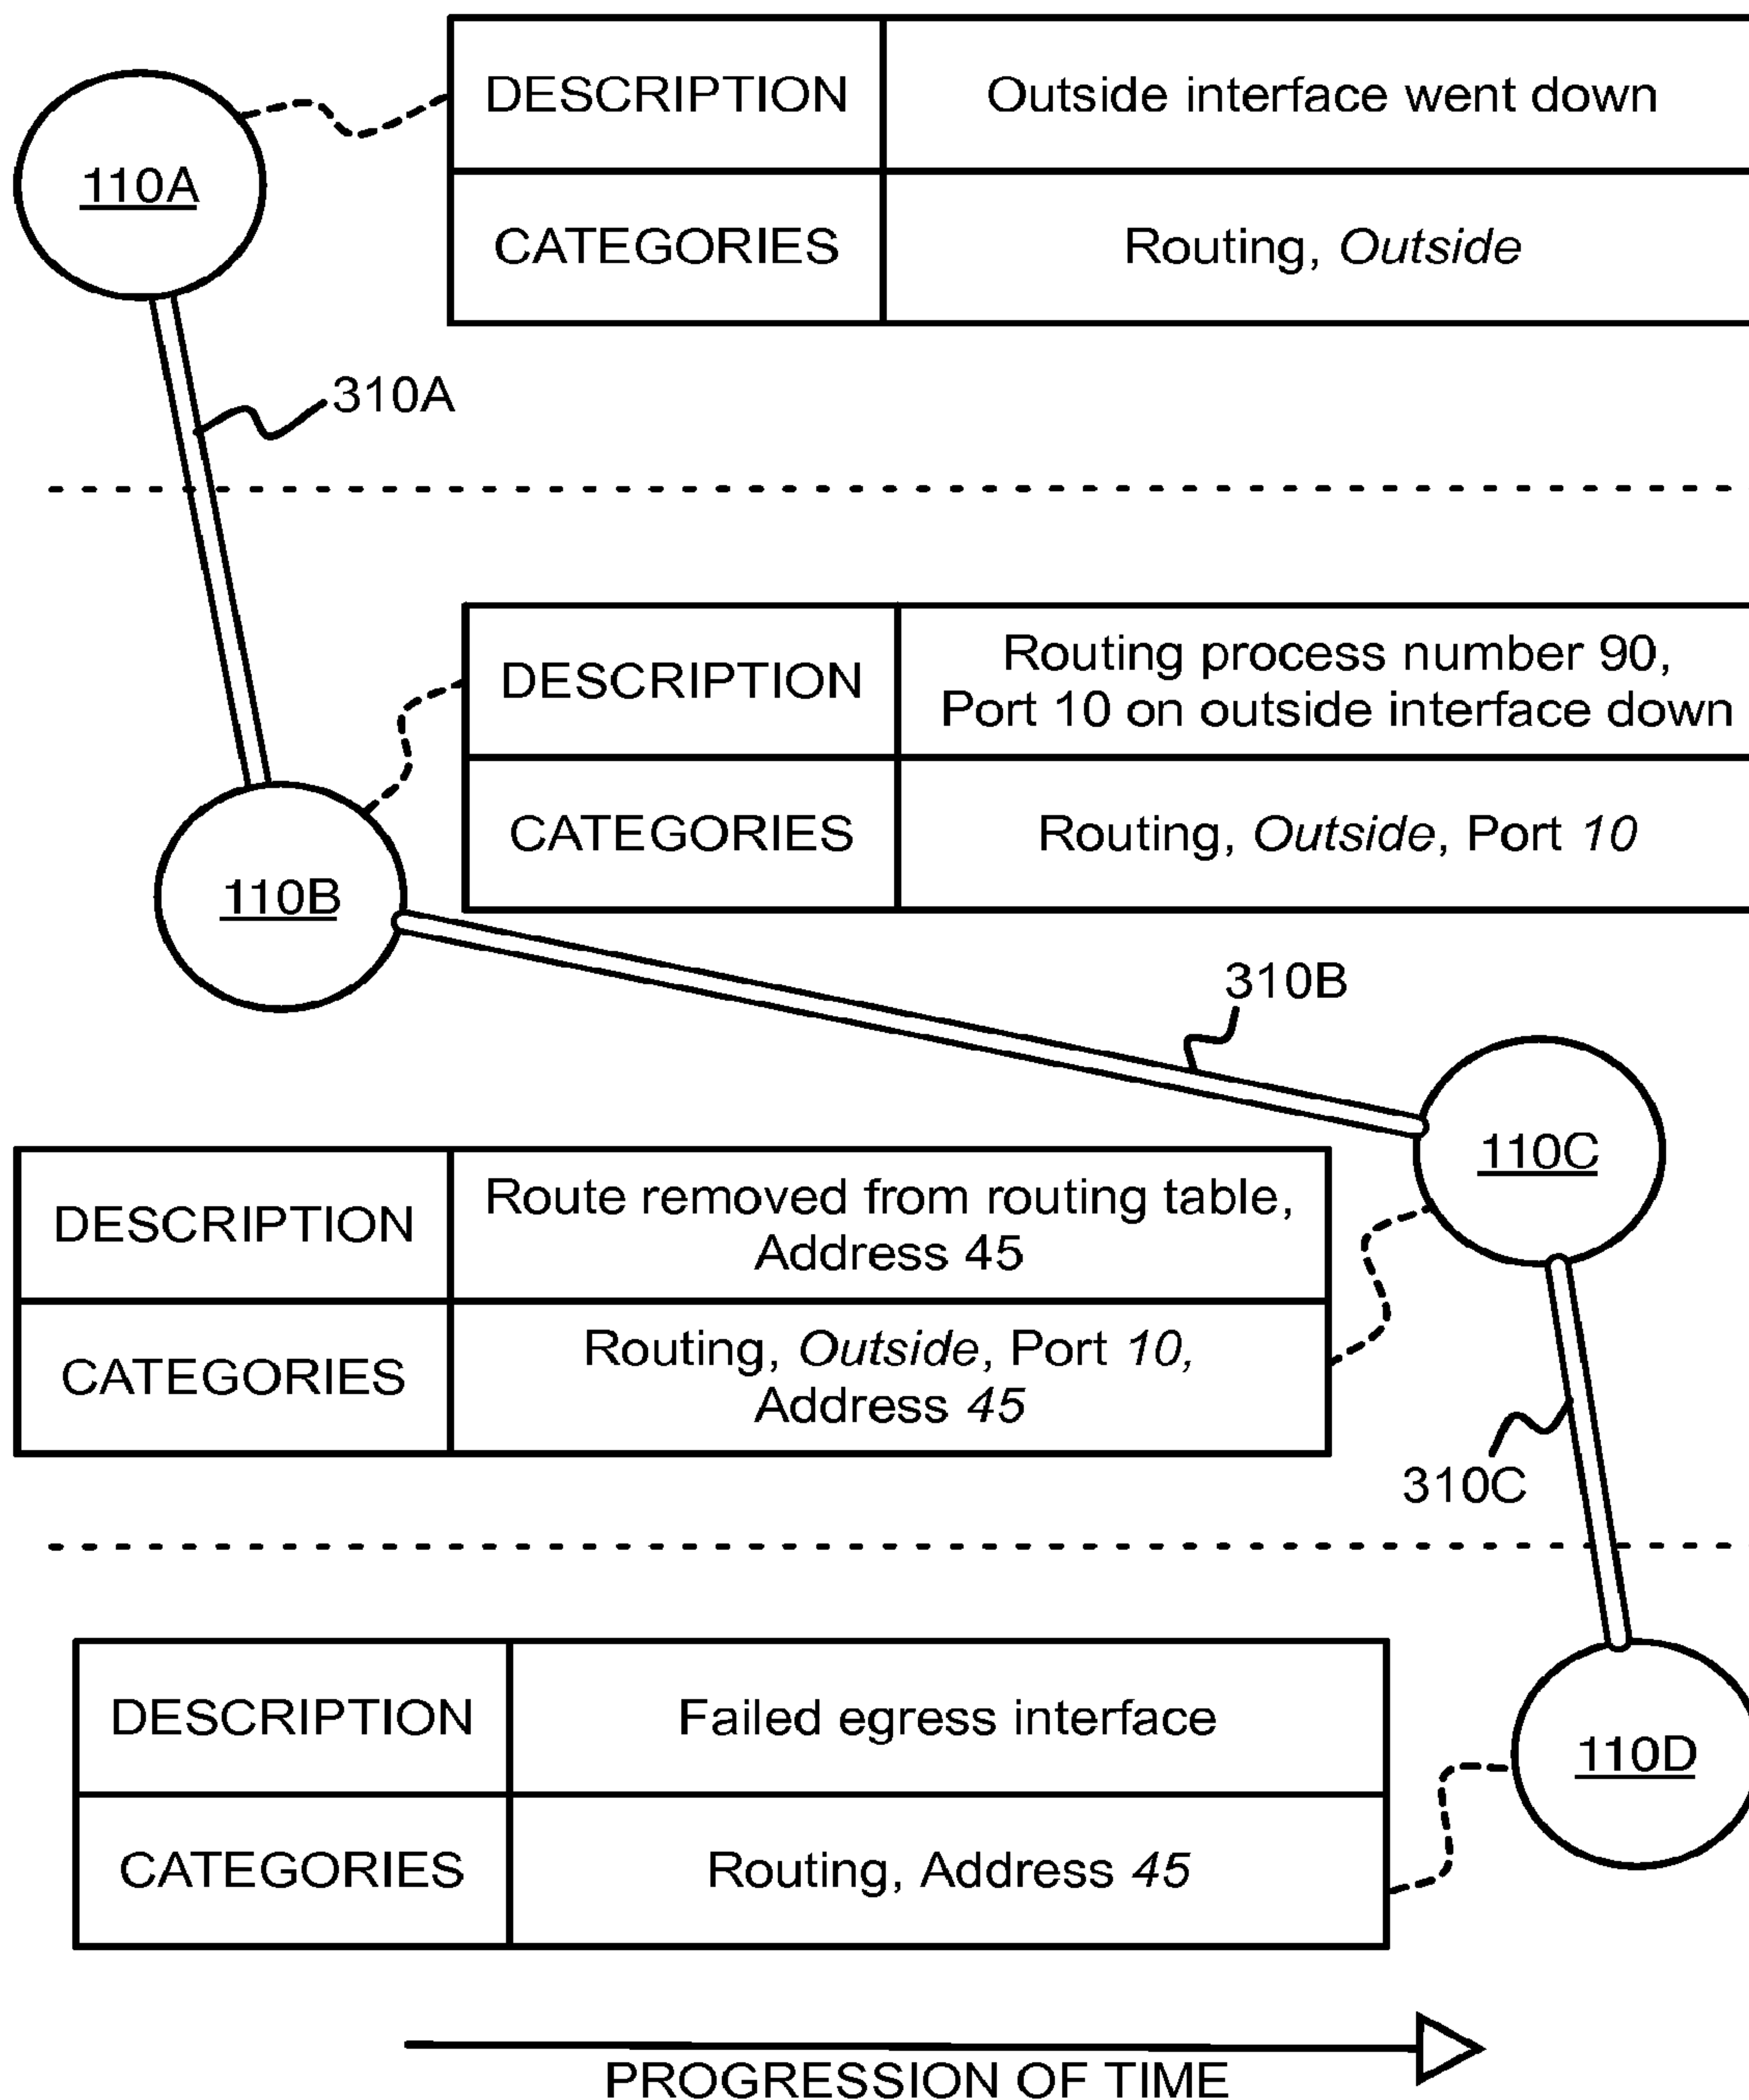 110A
DESCRIPTION
Outside interface went down
CATEGORIES
Routing, Outside
310A
DESCRIPTION
Routing process number 90,
Port 10 on outside interface down
CATEGORIES
Routing, Outside, Port 10
110B
310B
110C
DESCRIPTION
Route removed from routing table,
Address 45
CATEGORIES
Routing, Outside, Port 10,
Address 45
310C
DESCRIPTION
Failed egress interface
CATEGORIES
Routing, Address 45
110D
PROGRESSION OF TIME